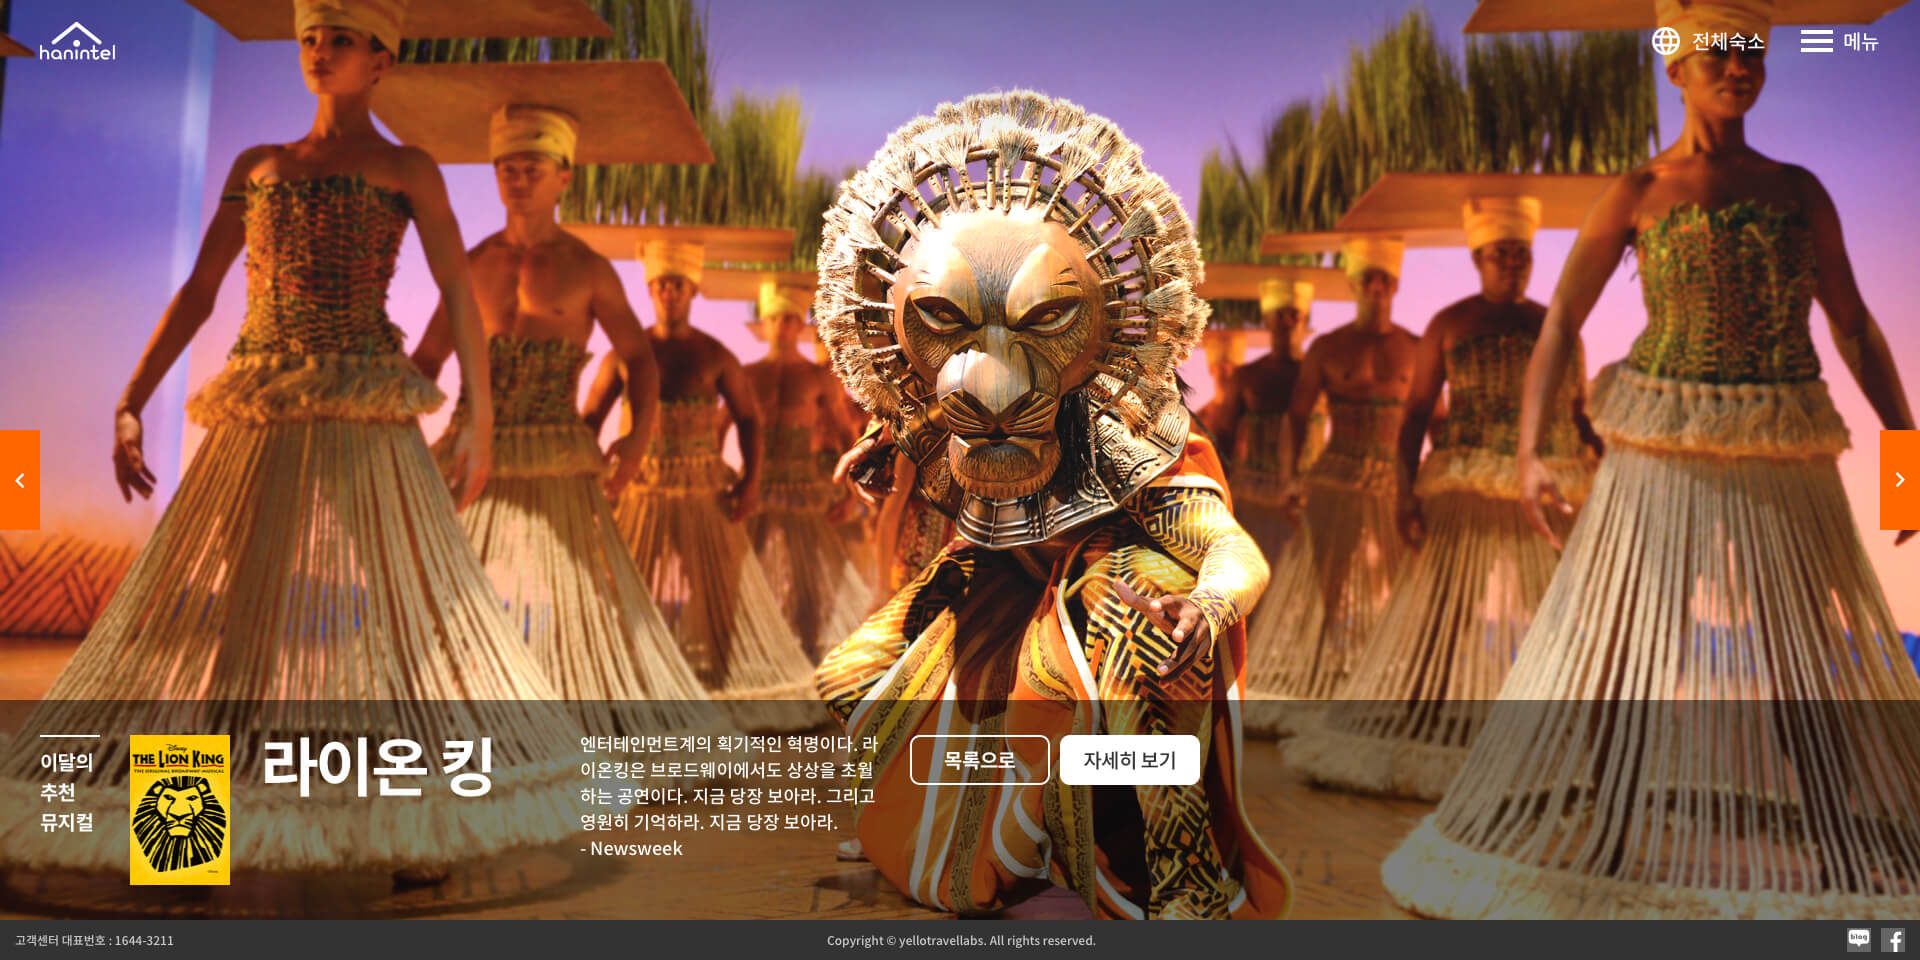 hanintel
전체숙소
메뉴
이달의
추천
뮤지컬
Disney
THE LION KING
THE ORIGINAL BROADWAY MUSICAL
라이온 킹
엔터테인먼트계의 획기적인 혁명이다. 라
이온킹은 브로드웨이에서도 상상을 초월
하는 공연이다. 지금 당장 보아라. 그리고
영원히 기억하라. 지금 당장 보아라.
- Newsweek
목록으로
자세히 보기
고객센터 대표번호 : 1644-3211
Copyright © yellotravellabs. All rights reserved.
blog